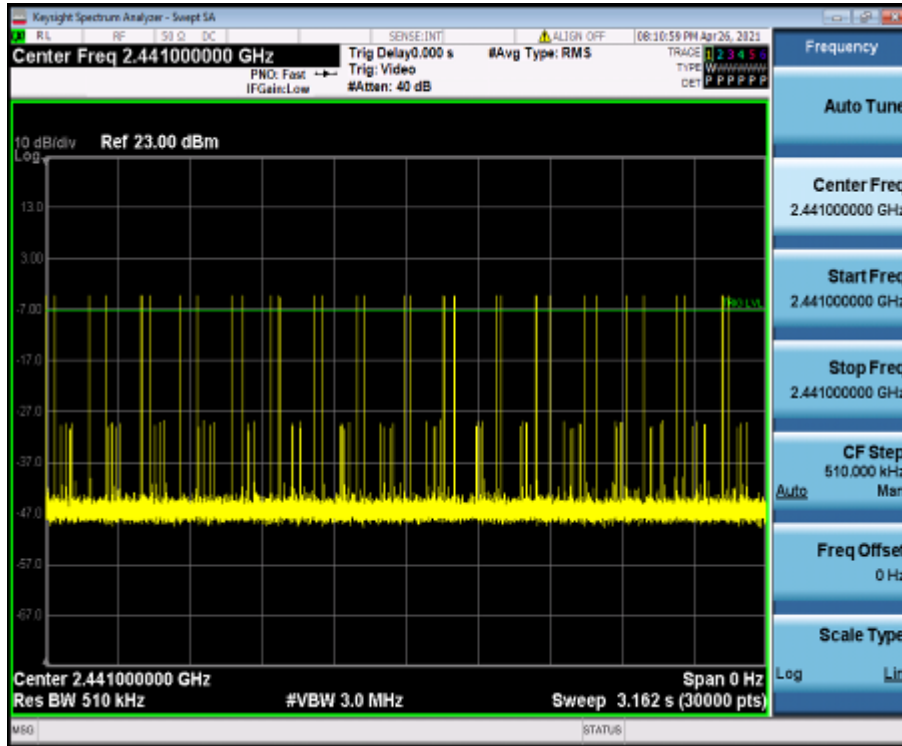 Keysight Spectrum Analyzer - Swept SA
RL RF 50 Ω DC SENSE:INT ALIGN OFF 08:10:59 PM Apr 26, 2021
Center Freq 2.441000000 GHz
Trig Delay0.000 s #Avg Type: RMS TRACE 1 2 3 4 5 6
PNO: Fast Trig: Video TYPE WWWWWW
IFGain:Low #Atten: 40 dB DET P P P P P P
Frequency
Auto Tune
10 dB/div Ref 23.00 dBm
Log
13.0
3.00
-7.00
-17.0
-27.0
-37.0
-47.0
-57.0
-67.0
TRIG LVL
Center Freq
2.441000000 GHz
Start Freq
2.441000000 GHz
Stop Freq
2.441000000 GHz
CF Step
510.000 kHz
Auto Man
Freq Offset
0 Hz
Scale Type
Log Lin
Center 2.441000000 GHz Span 0 Hz
Res BW 510 kHz #VBW 3.0 MHz Sweep 3.162 s (30000 pts)
MSG STATUS